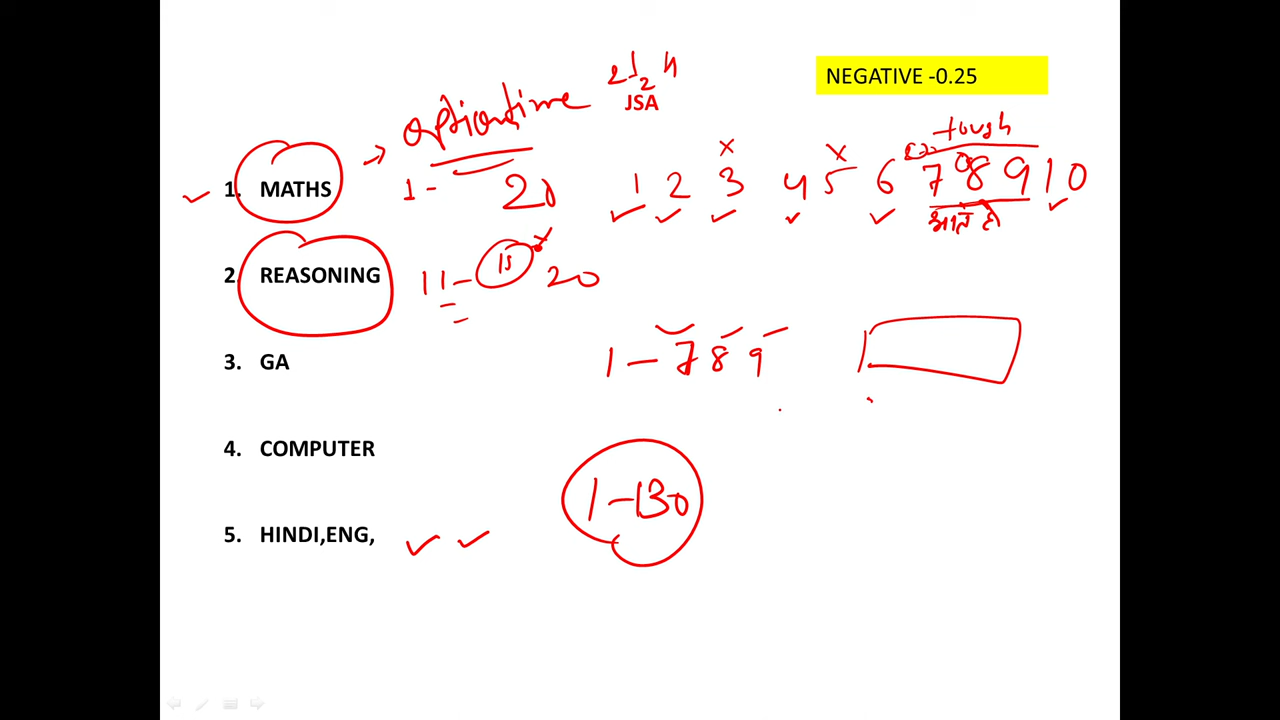 NEGATIVE -0.25
2 1/2 h
JSA
optiontime
tough
1. MATHS
1 - 20
1 2 3 4 5 6 7 8 9 10
आते है
2. REASONING
11 - 15 20
1 - 7 8 9
3. GA
4. COMPUTER
1 - 130
5. HINDI,ENG,